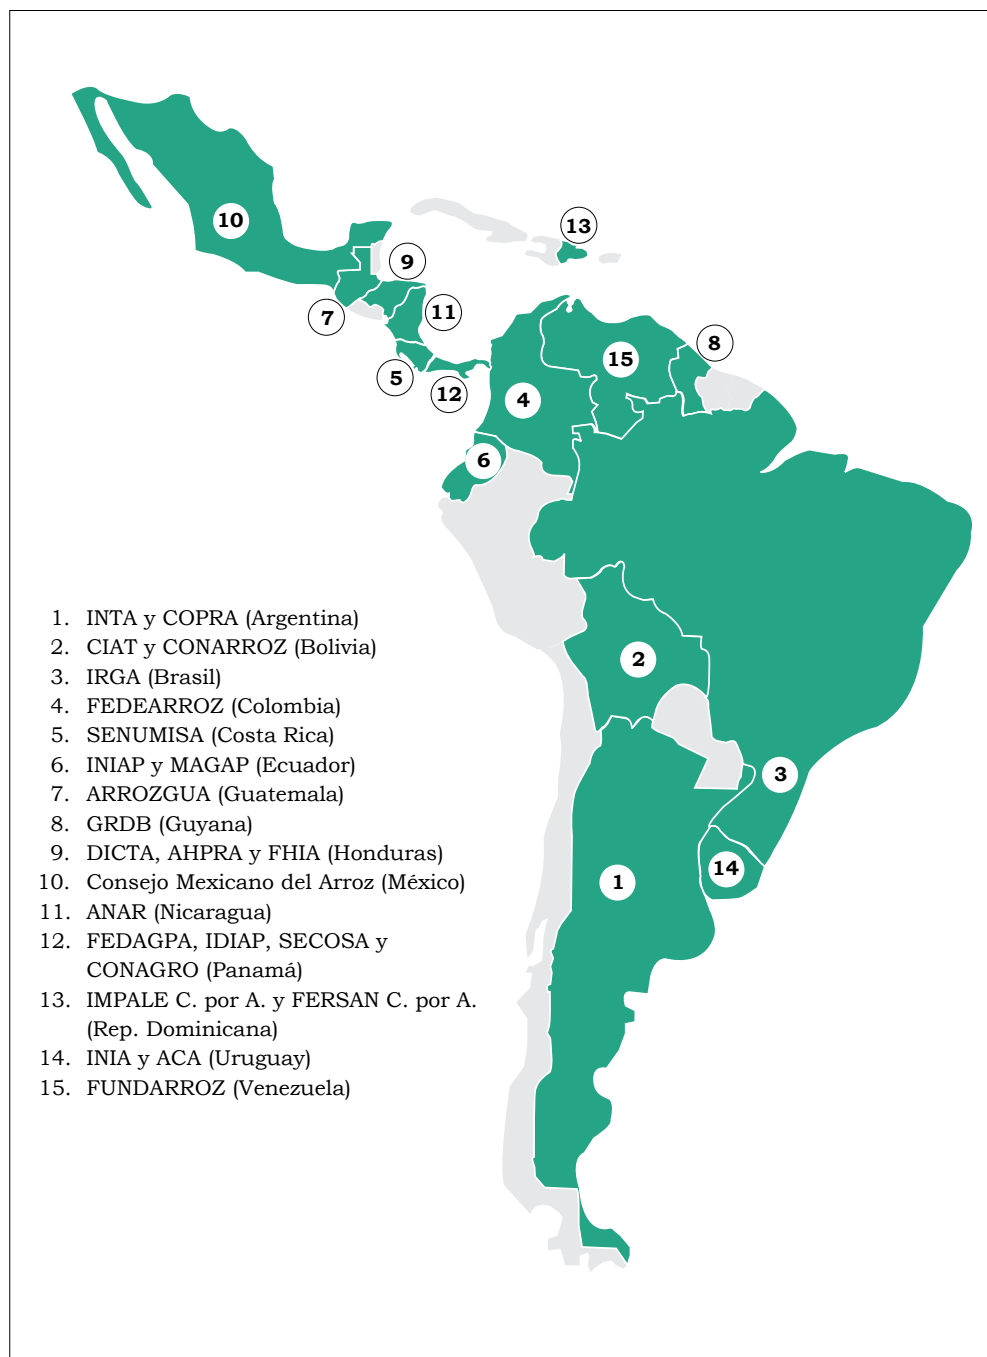 10
13
9
7
11
8
15
5
12
4
6
1. INTA y COPRA (Argentina)
2. CIAT y CONARROZ (Bolivia)
3. IRGA (Brasil)
4. FEDEARROZ (Colombia)
5. SENUMISA (Costa Rica)
6. INIAP y MAGAP (Ecuador)
7. ARROZGUA (Guatemala)
8. GRDB (Guyana)
9. DICTA, AHPRA y FHIA (Honduras)
10. Consejo Mexicano del Arroz (México)
11. ANAR (Nicaragua)
12. FEDAGPA, IDIAP, SECOSA y
CONAGRO (Panamá)
13. IMPALE C. por A. y FERSAN C. por A.
(Rep. Dominicana)
14. INIA y ACA (Uruguay)
15. FUNDARROZ (Venezuela)
2
3
14
1